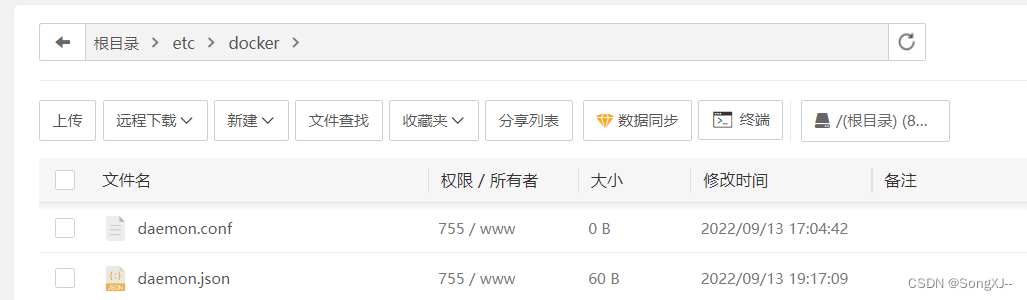 根目录 etc docker
上传 远程下载 新建 文件查找 收藏夹 分享列表 数据同步 终端 /(根目录) (8...
文件名 权限 / 所有者 大小 修改时间 备注
daemon.conf 755 / www 0 B 2022/09/13 17:04:42
daemon.json 755 / www 60 B 2022/09/13 19:17:09
CSDN @SongXJ--